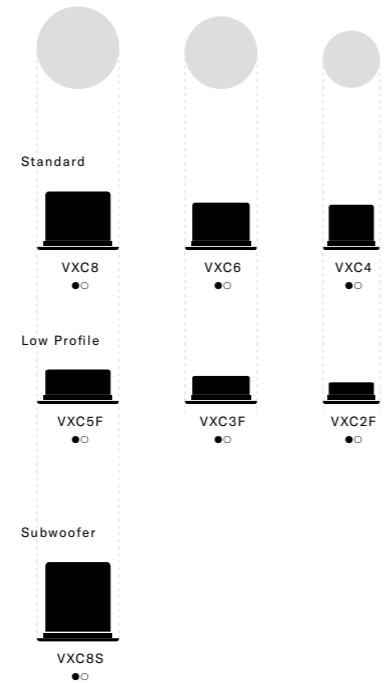 Standard
VXC8 VXC6 VXC4
Low Profile
VXC5F VXC3F VXC2F
Subwoofer
VXC8S